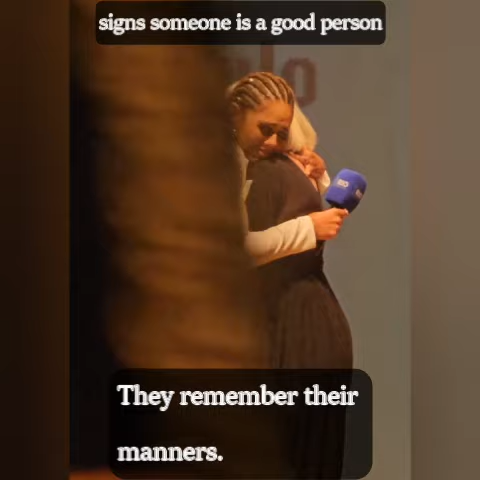 signs someone is a good person
They remember their
manners.